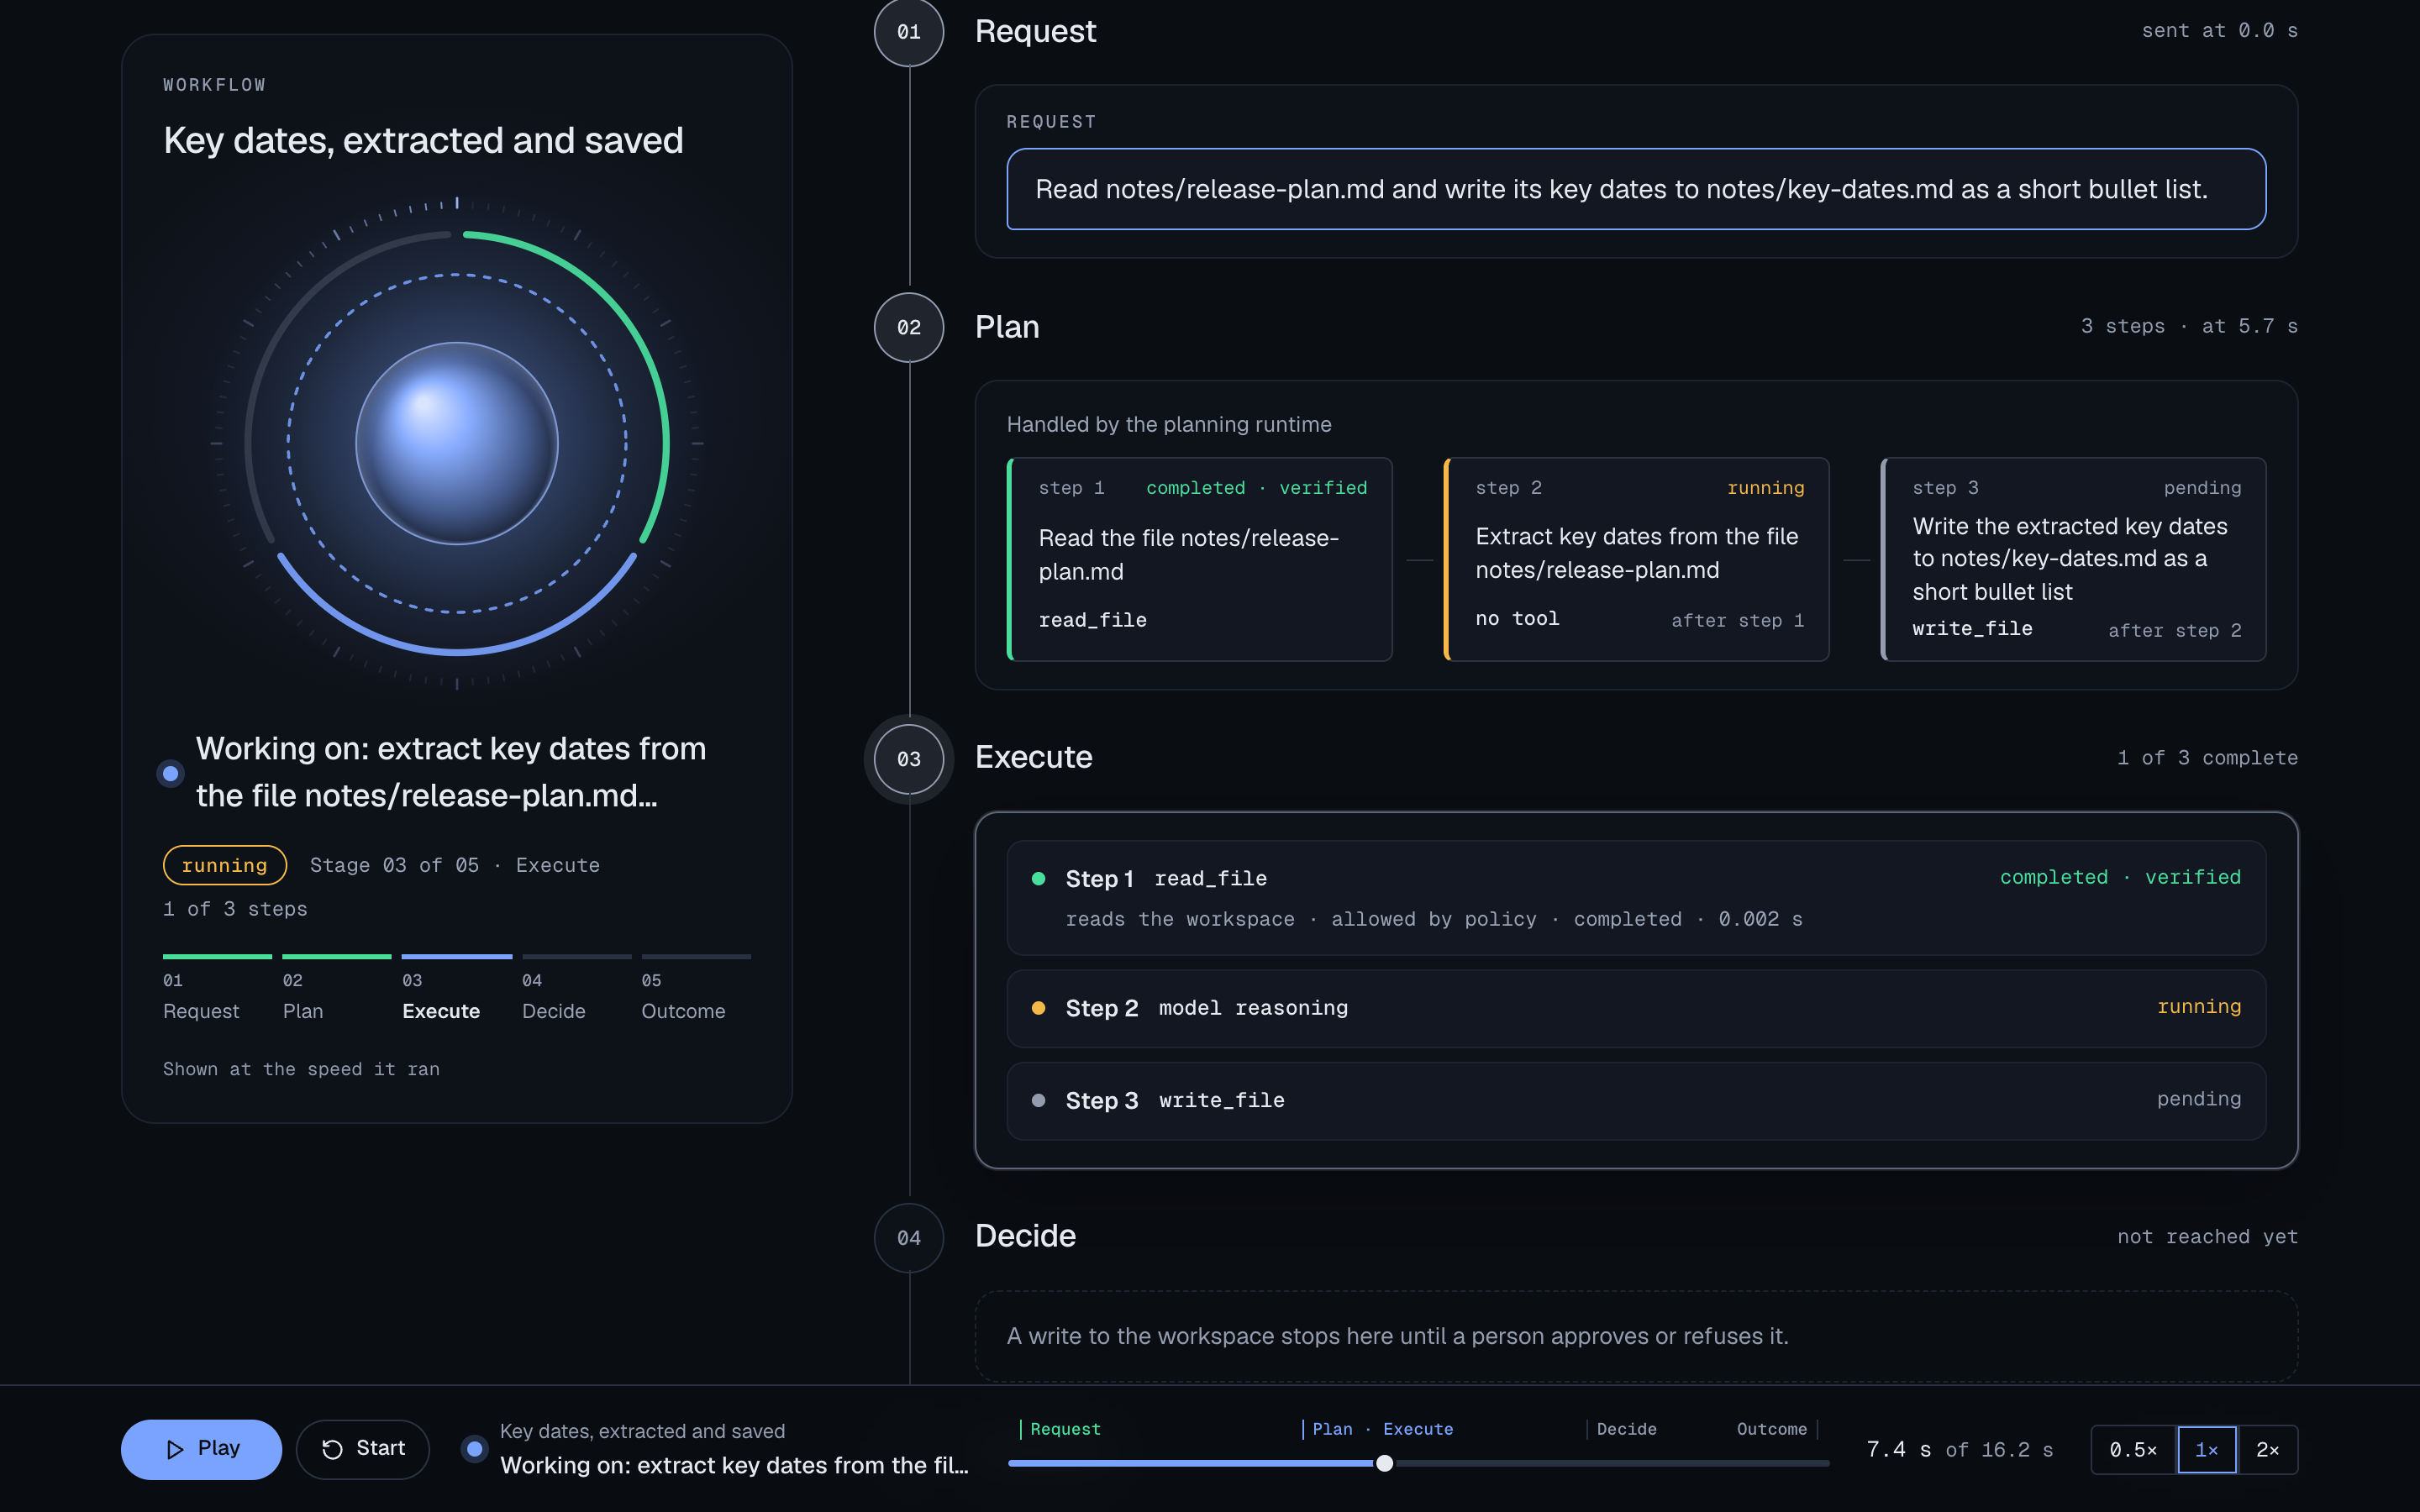 WORKFLOW
Key dates, extracted and saved
Working on: extract key dates from
the file notes/release-plan.md…
running
Stage 03 of 05 · Execute
1 of 3 steps
01
Request
02
Plan
03
Execute
04
Decide
05
Outcome
Shown at the speed it ran
01
Request
sent at 0.0 s
REQUEST
Read notes/release-plan.md and write its key dates to notes/key-dates.md as a short bullet list.
02
Plan
3 steps · at 5.7 s
Handled by the planning runtime
step 1
completed · verified
Read the file notes/release-
plan.md
read_file
step 2
running
Extract key dates from the file
notes/release-plan.md
no tool
after step 1
step 3
pending
Write the extracted key dates
to notes/key-dates.md as a
short bullet list
write_file
after step 2
03
Execute
1 of 3 complete
Step 1 read_file
completed · verified
reads the workspace · allowed by policy · completed · 0.002 s
Step 2 model reasoning
running
Step 3 write_file
pending
04
Decide
not reached yet
A write to the workspace stops here until a person approves or refuses it.
Play
Start
Key dates, extracted and saved
Working on: extract key dates from the fil…
Request
Plan · Execute
Decide
Outcome
7.4 s of 16.2 s
0.5×
1×
2×